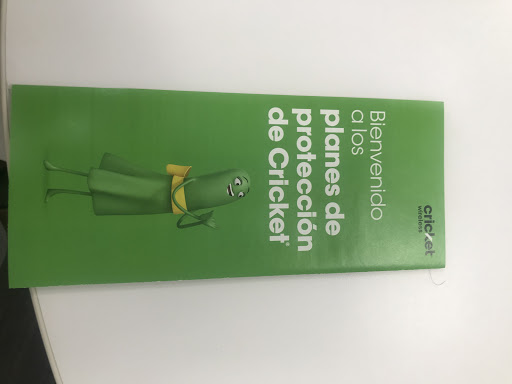 cricket
wireless
Bienvenido
a los
planes de
protección
de Cricket®